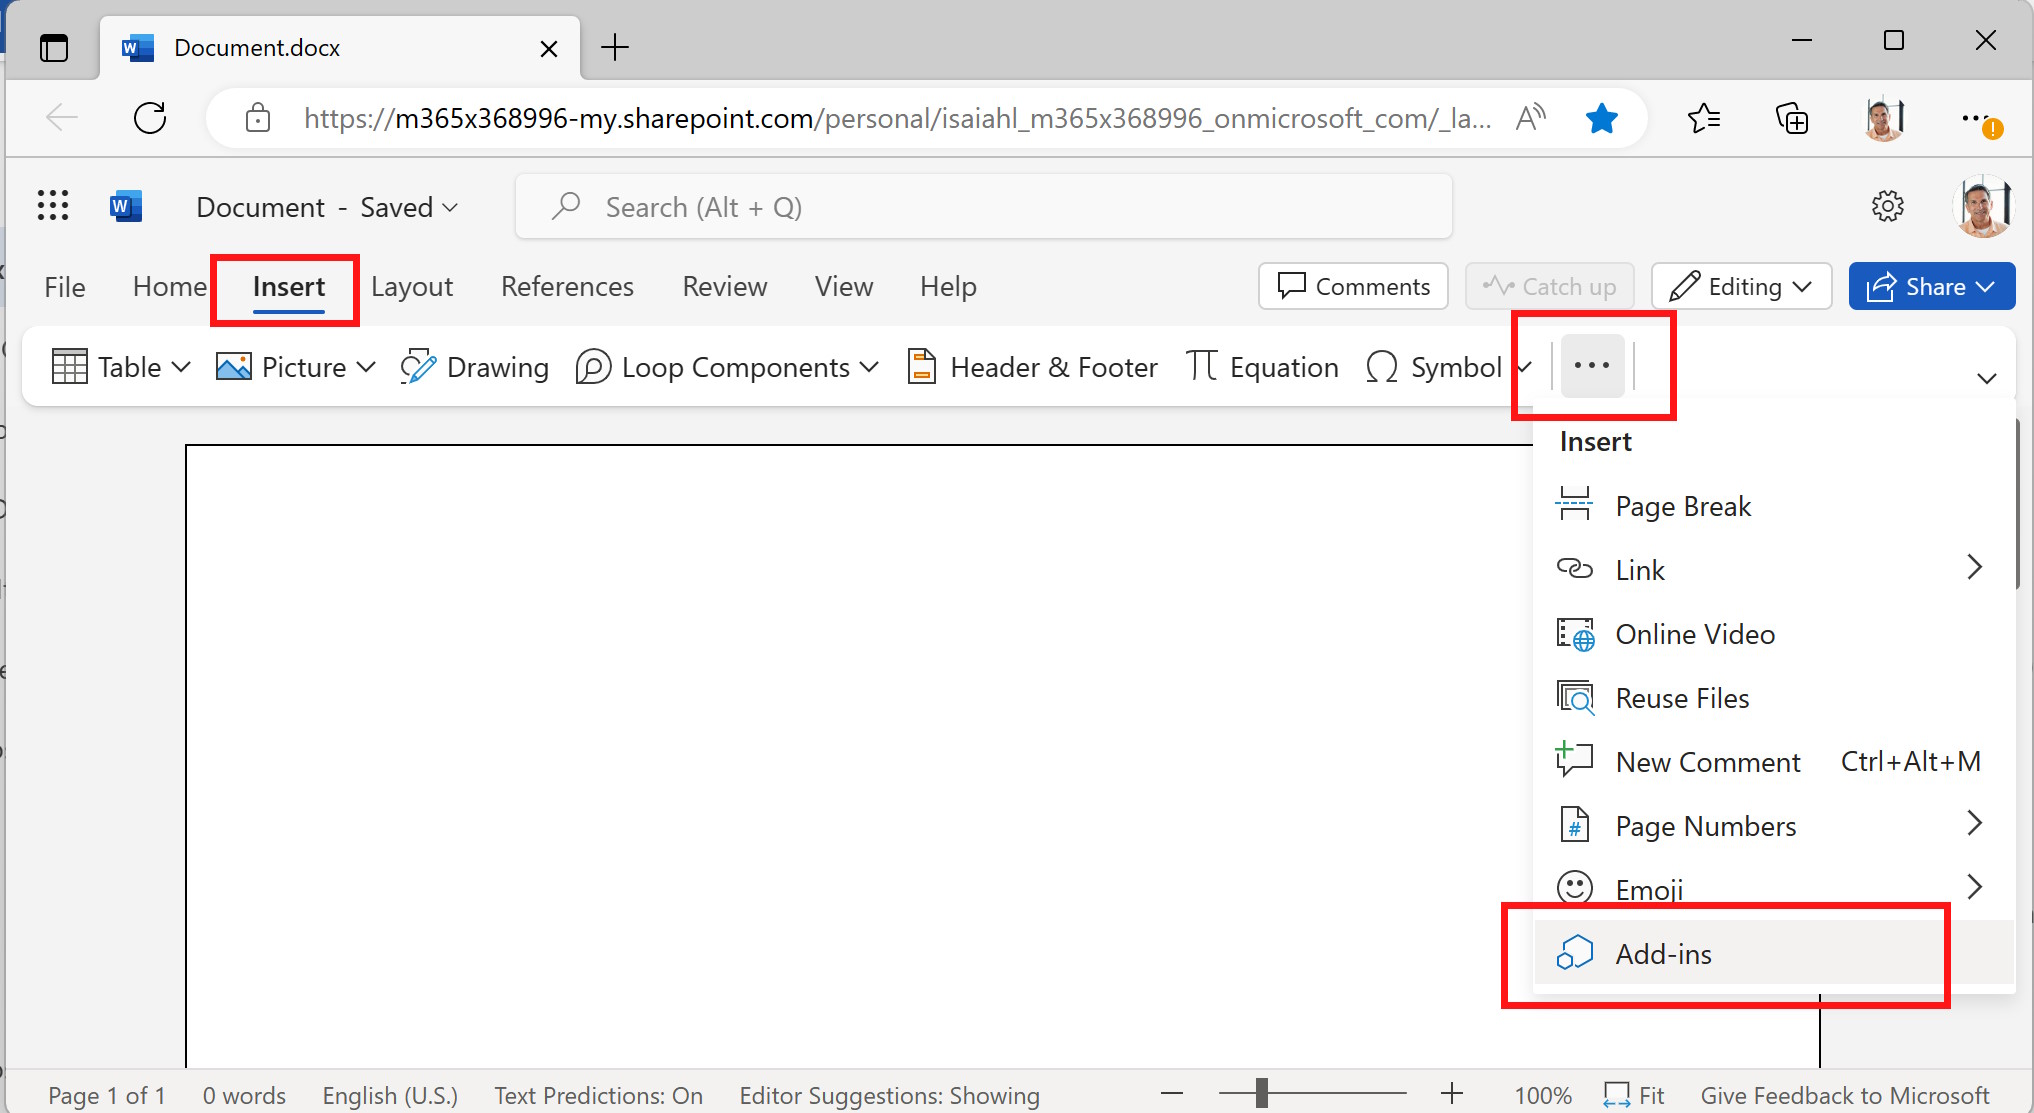 Document.docx
https://m365x368996-my.sharepoint.com/personal/isaiahl_m365x368996_onmicrosoft_com/_la...
Document - Saved
Search (Alt + Q)
File Home Insert Layout References Review View Help Comments Catch up Editing Share
Table Picture Drawing Loop Components Header & Footer Equation Symbol ...
Insert
Page Break
Link
Online Video
Reuse Files
New Comment Ctrl+Alt+M
Page Numbers
Emoji
Add-ins
Page 1 of 1 0 words English (U.S.) Text Predictions: On Editor Suggestions: Showing 100% Fit Give Feedback to Microsoft